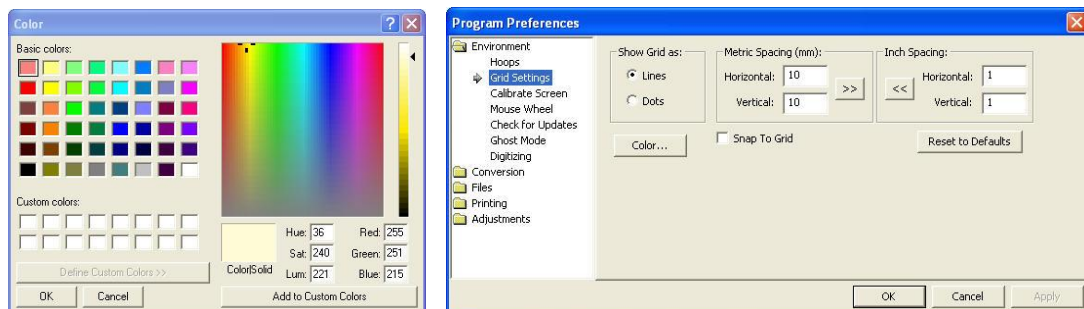 Color
Basic colors:
Custom colors:
Define Custom Colors >>
OK
Cancel
Color|Solid
Hue: 36
Sat: 240
Lum: 221
Red: 255
Green: 251
Blue: 215
Add to Custom Colors
Program Preferences
Environment
Hoops
Grid Settings
Calibrate Screen
Mouse Wheel
Check for Updates
Ghost Mode
Digitizing
Conversion
Files
Printing
Adjustments
Show Grid as:
Lines
Dots
Color...
Metric Spacing (mm):
Horizontal: 10
Vertical: 10
>>
Snap To Grid
Inch Spacing:
<<
Horizontal: 1
Vertical: 1
Reset to Defaults
OK
Cancel
Apply